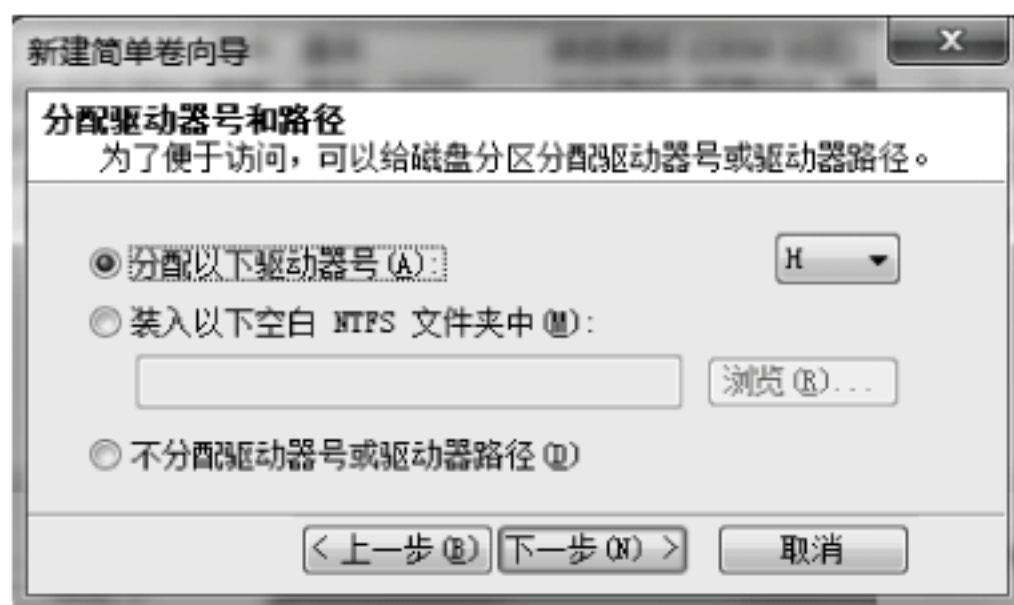 新建简单卷向导
分配驱动器号和路径
为了便于访问，可以给磁盘分区分配驱动器号或驱动器路径。
分配以下驱动器号(A): H
装入以下空白 NTFS 文件夹中(M):
浏览(R)...
不分配驱动器号或驱动器路径(D)
< 上一步(B) 下一步(N) > 取消